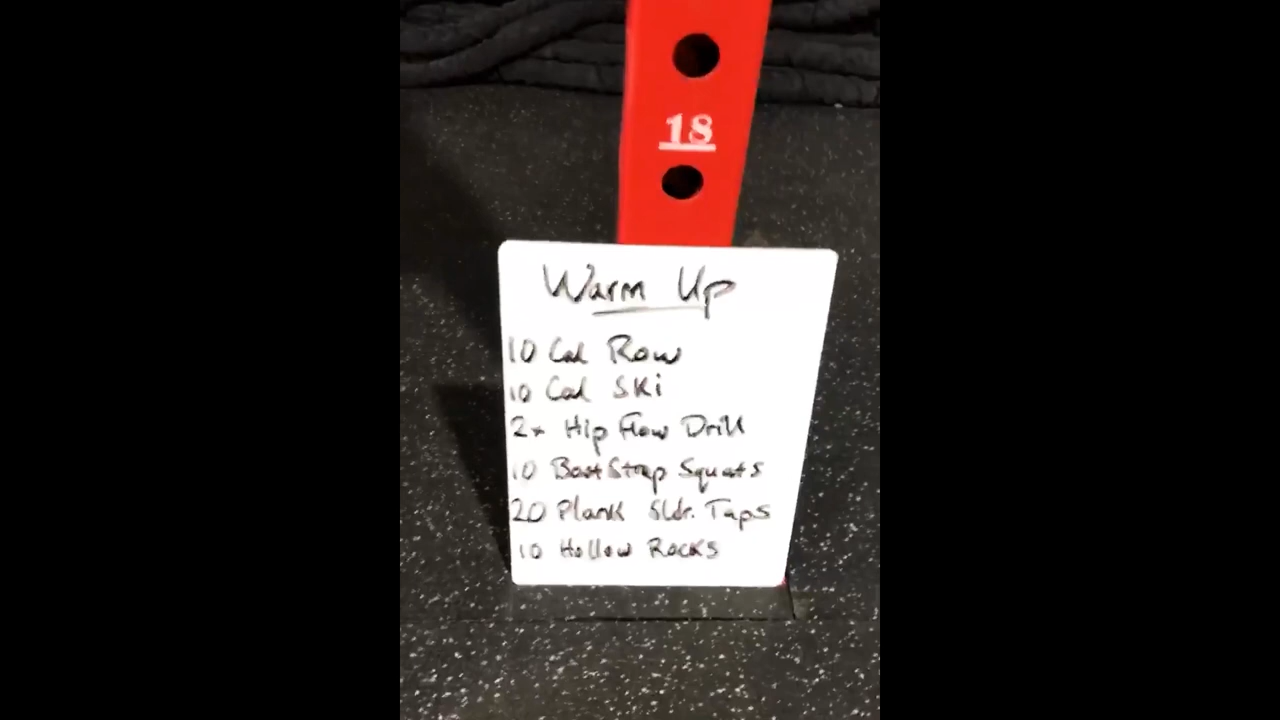 18
Warm Up
10 Cal Row
10 Cal Ski
2x Hip Flow Drill
10 Boot Strap Squats
20 Plank Sldr. Taps
10 Hollow Rocks